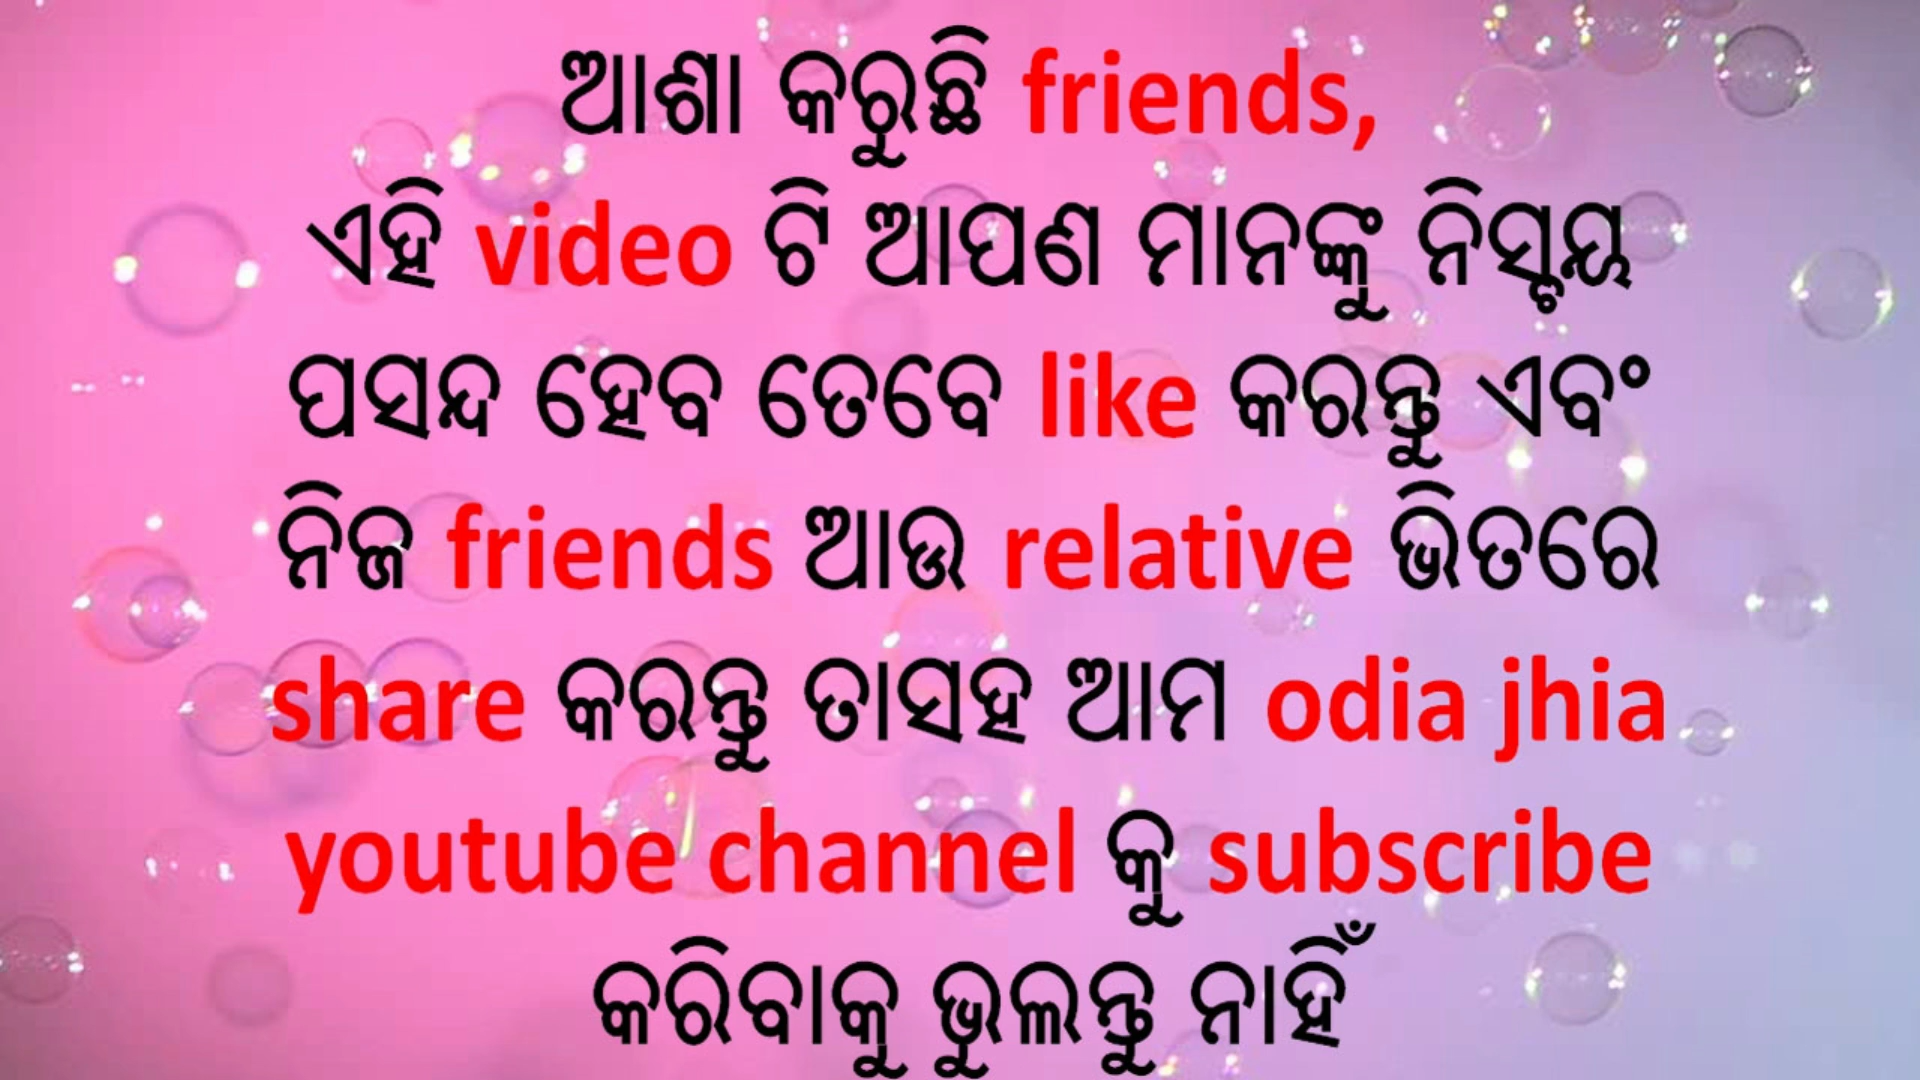 ଆଶା କରୁଛି friends,
ଏହି video ଟି ଆପଣ ମାନଙ୍କୁ ନିସ୍ଚୟ
ପସନ୍ଦ ହେବ ତେବେ like କରନ୍ତୁ ଏବଂ
ନିଜ friends ଆଉ relative ଭିତରେ
share କରନ୍ତୁ ତାସହ ଆମ odia jhia
youtube channel କୁ subscribe
କରିବାକୁ ଭୁଲନ୍ତୁ ନାହିଁ